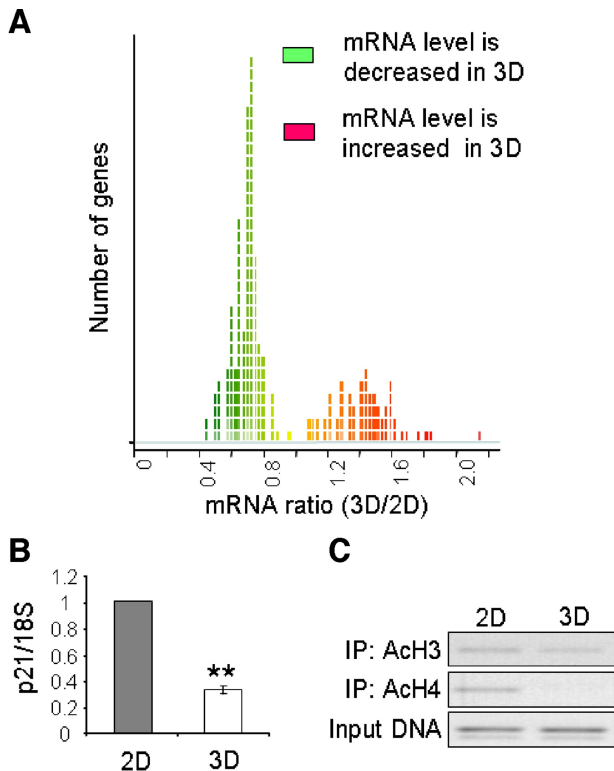 A
mRNA level is
decreased in 3D
mRNA level is
increased in 3D
Number of genes
0 0.4 0.8 1.2 1.6 2.0
mRNA ratio (3D/2D)
B
p21/18S
1.2
1
0.8
0.6
0.4
0.2
0
**
2D 3D
C
2D 3D
IP: AcH3
IP: AcH4
Input DNA